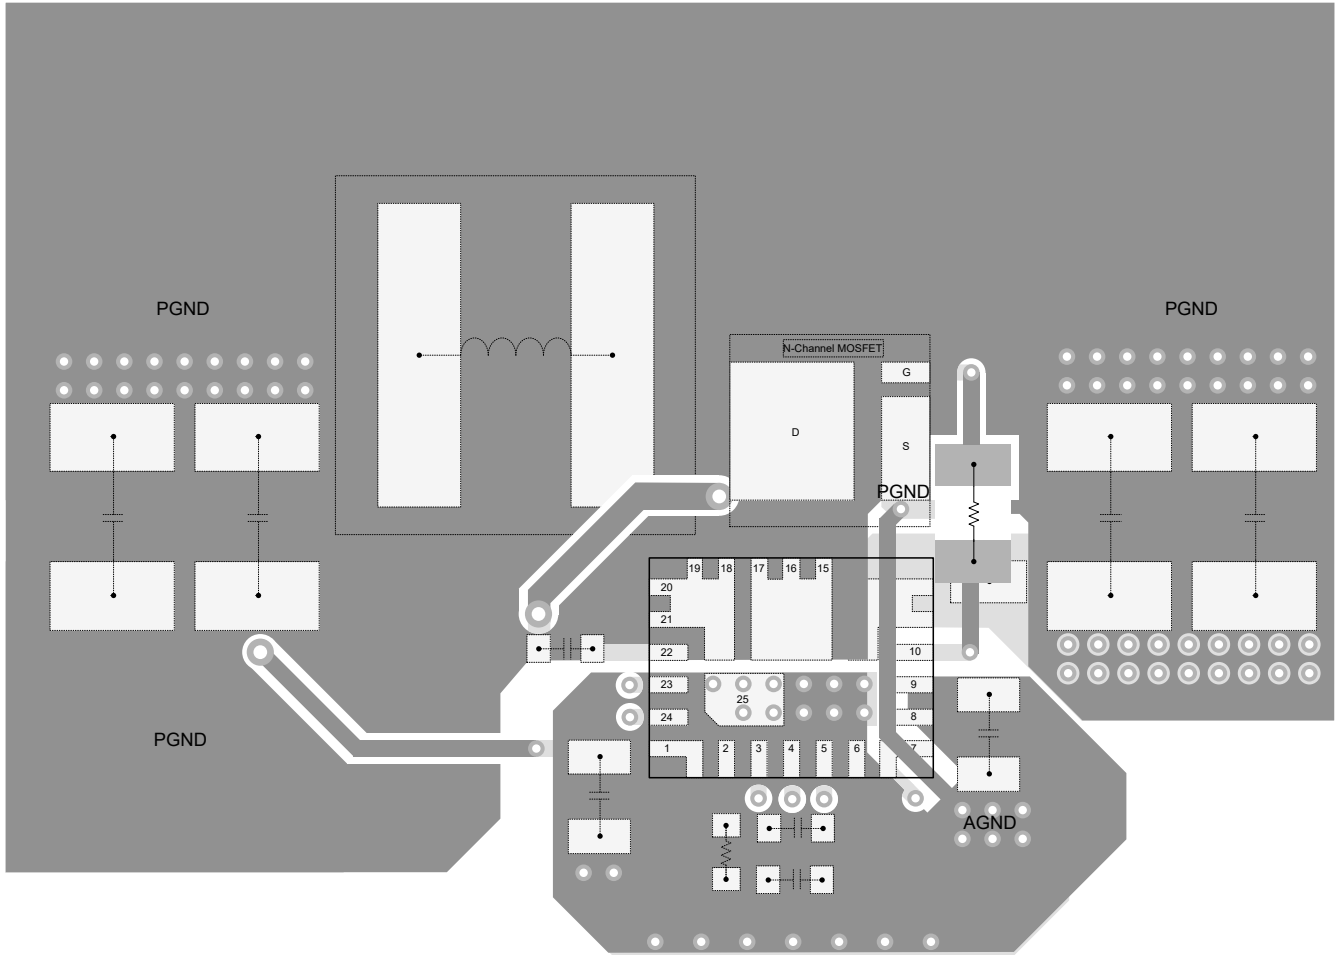 PGND
PGND
N-Channel MOSFET
G
D
S
PGND
19 18 17 16 15
20
21
22 10
23 9
25
24 8
1 2 3 4 5 6 7
PGND
AGND